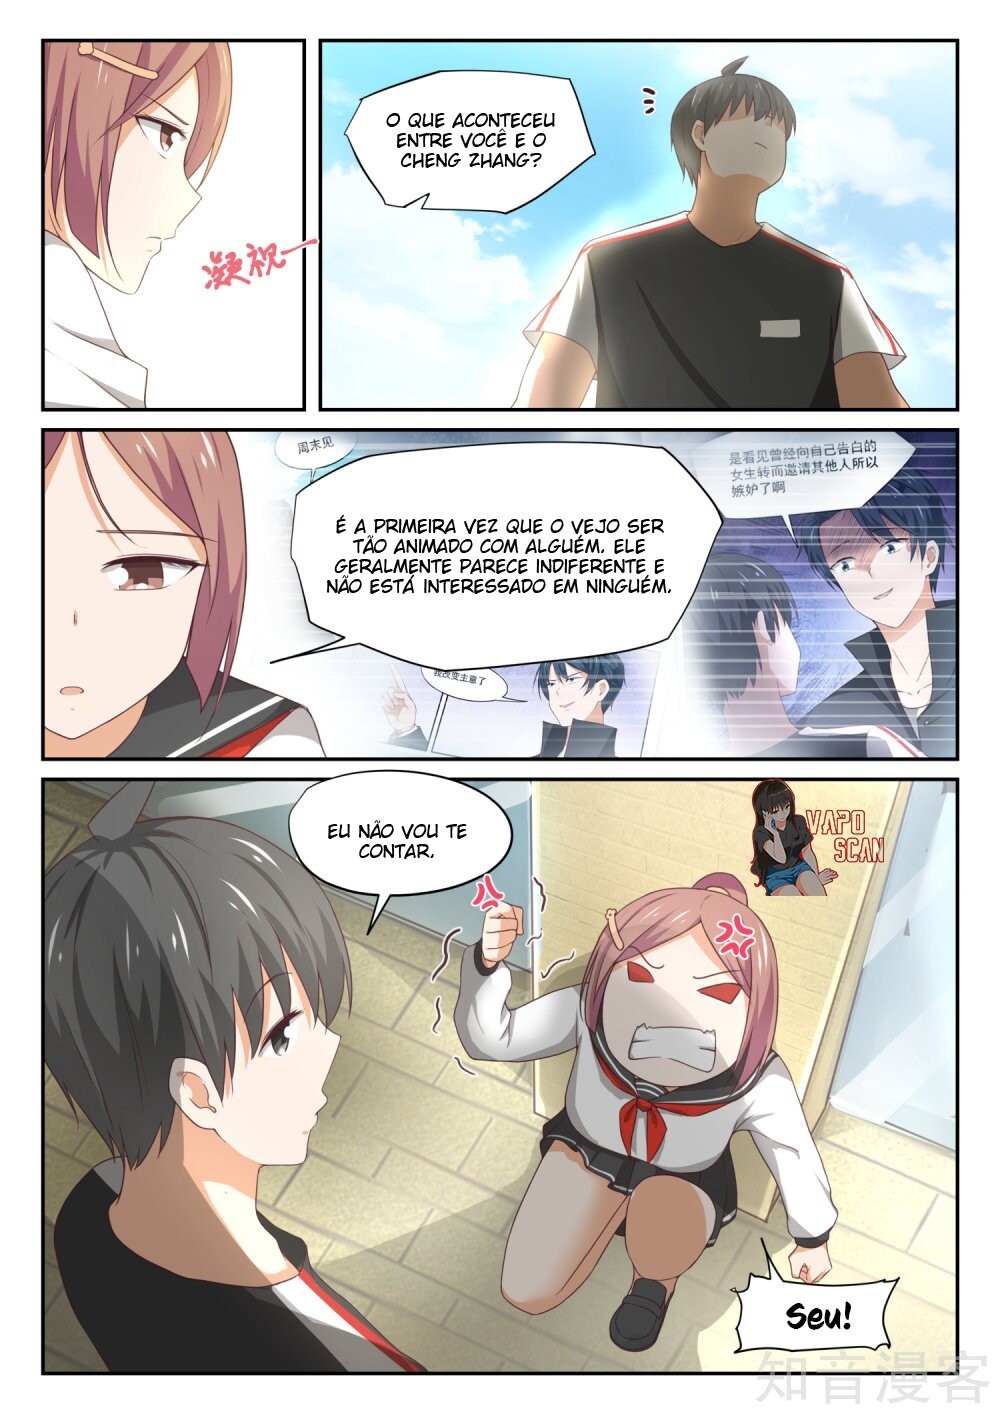 O QUE ACONTECEU
ENTRE VOCÊ E O
CHENG ZHANG?
凝视一
周末见
是看见曾经向自己告白的
女生转而邀请其他人所以
嫉妒了啊
É A PRIMEIRA VEZ QUE O VEJO SER
TÃO ANIMADO COM ALGUÉM. ELE
GERALMENTE PARECE INDIFERENTE E
NÃO ESTÁ INTERESSADO EM NINGUÉM.
我改变主意了
EU NÃO VOU TE
CONTAR.
VAPO
SCAN
Seu!
知音漫客